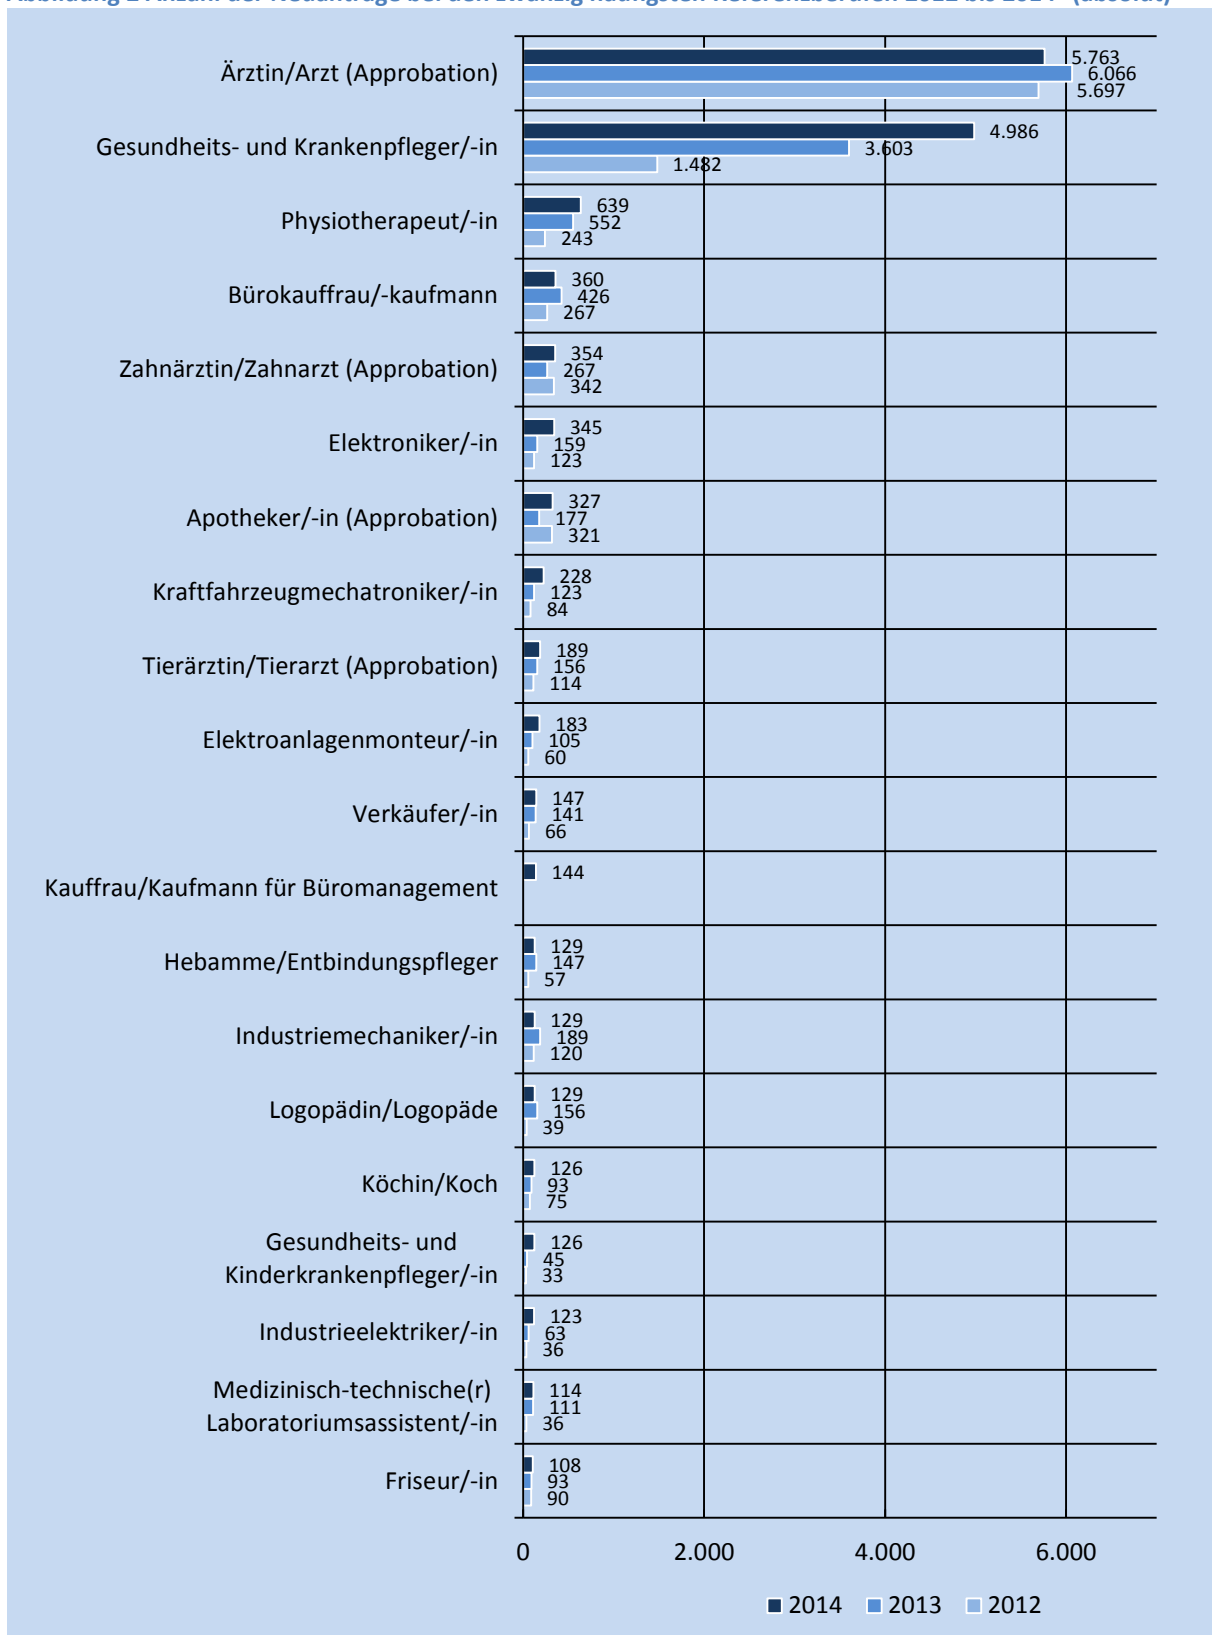 Ärztin/Arzt (Approbation)
5.763
6.066
5.697
Gesundheits- und Krankenpfleger/-in
4.986
3.603
1.482
Physiotherapeut/-in
639
552
243
Bürokauffrau/-kaufmann
360
426
267
Zahnärztin/Zahnarzt (Approbation)
354
267
342
Elektroniker/-in
345
159
123
Apotheker/-in (Approbation)
327
177
321
Kraftfahrzeugmechatroniker/-in
228
123
84
Tierärztin/Tierarzt (Approbation)
189
156
114
Elektroanlagenmonteur/-in
183
105
60
Verkäufer/-in
147
141
66
Kauffrau/Kaufmann für Büromanagement
144
Hebamme/Entbindungspfleger
129
147
57
Industriemechaniker/-in
129
189
120
Logopädin/Logopäde
129
156
39
Köchin/Koch
126
93
75
Gesundheits- und
Kinderkrankenpfleger/-in
126
45
33
Industrieelektriker/-in
123
63
36
Medizinisch-technische(r)
Laboratoriumsassistent/-in
114
111
36
Friseur/-in
108
93
90
0 2.000 4.000 6.000
2014 2013 2012